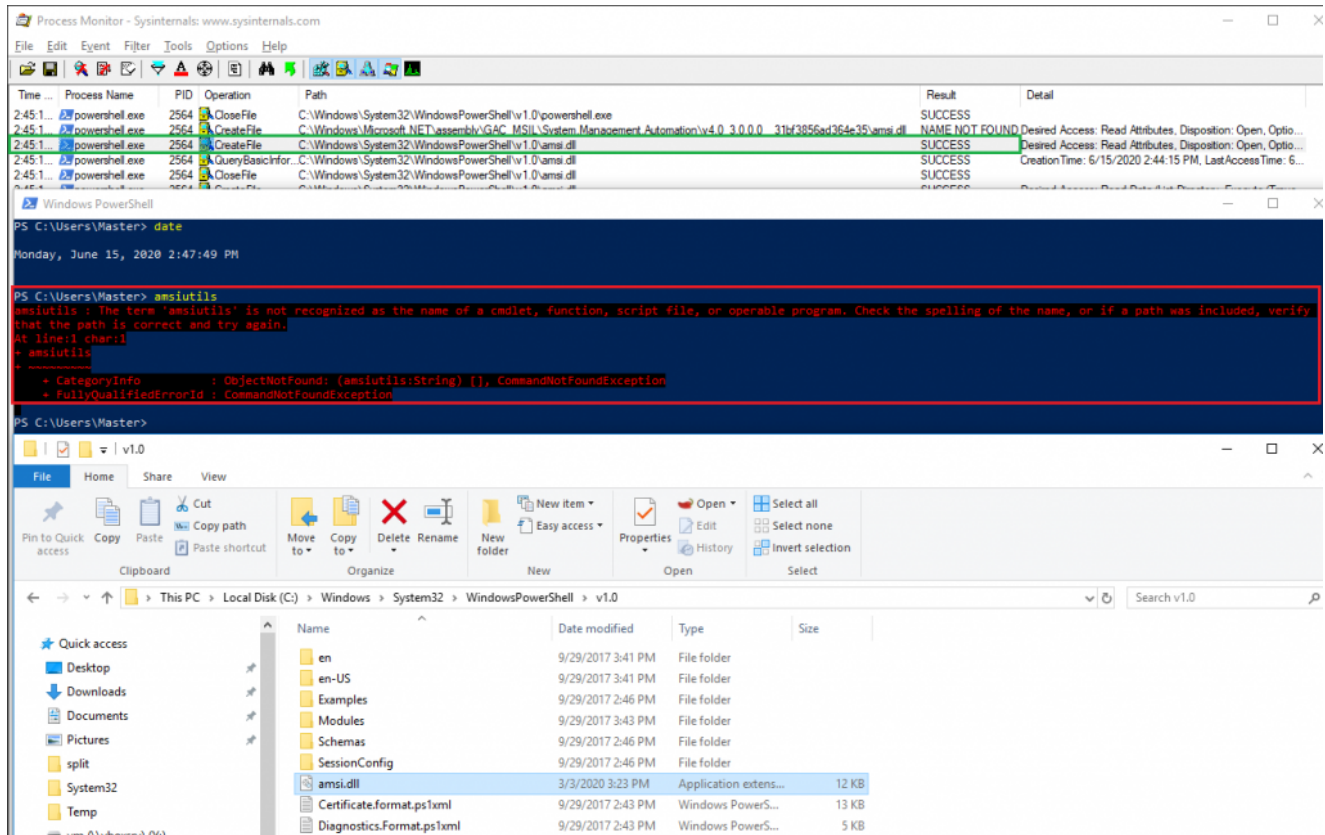 Process Monitor - Sysinternals: www.sysinternals.com
File Edit Event Filter Tools Options Help
Time ... Process Name PID Operation Path Result Detail
2:45:1... powershell.exe 2564 CloseFile C:\Windows\System32\WindowsPowerShell\v1.0\powershell.exe SUCCESS
2:45:1... powershell.exe 2564 CreateFile C:\Windows\Microsoft.NET\assembly\GAC_MSIL\System.Management.Automation\v4.0_3.0.0.0__31bf3856ad364e35\amsi.dll NAME NOT FOUND Desired Access: Read Attributes, Disposition: Open, Optio...
2:45:1... powershell.exe 2564 CreateFile C:\Windows\System32\WindowsPowerShell\v1.0\amsi.dll SUCCESS Desired Access: Read Attributes, Disposition: Open, Optio...
2:45:1... powershell.exe 2564 QueryBasicInfor...C:\Windows\System32\WindowsPowerShell\v1.0\amsi.dll SUCCESS CreationTime: 6/15/2020 2:44:15 PM, LastAccessTime: 6...
2:45:1... powershell.exe 2564 CloseFile C:\Windows\System32\WindowsPowerShell\v1.0\amsi.dll SUCCESS
Windows PowerShell
PS C:\Users\Master> date
Monday, June 15, 2020 2:47:49 PM
PS C:\Users\Master> amsiutils
amsiutils : The term 'amsiutils' is not recognized as the name of a cmdlet, function, script file, or operable program. Check the spelling of the name, or if a path was included, verify
that the path is correct and try again.
At line:1 char:1
+ amsiutils
+ ~~~~~~~~~
+ CategoryInfo : ObjectNotFound: (amsiutils:String) [], CommandNotFoundException
+ FullyQualifiedErrorId : CommandNotFoundException
PS C:\Users\Master>
v1.0
File Home Share View
Pin to Quick access
Copy
Paste
Cut
Copy path
Paste shortcut
Move to
Copy to
Delete
Rename
New folder
New item
Easy access
Properties
Open
Edit
History
Select all
Select none
Invert selection
Clipboard Organize New Open Select
This PC > Local Disk (C:) > Windows > System32 > WindowsPowerShell > v1.0
Search v1.0
Quick access
Desktop
Downloads
Documents
Pictures
split
System32
Temp
Name Date modified Type Size
en 9/29/2017 3:41 PM File folder
en-US 9/29/2017 3:41 PM File folder
Examples 9/29/2017 2:46 PM File folder
Modules 9/29/2017 3:43 PM File folder
Schemas 9/29/2017 2:46 PM File folder
SessionConfig 9/29/2017 2:46 PM File folder
amsi.dll 3/3/2020 3:23 PM Application extens... 12 KB
Certificate.format.ps1xml 9/29/2017 2:43 PM Windows PowerS... 13 KB
Diagnostics.Format.ps1xml 9/29/2017 2:43 PM Windows PowerS... 5 KB